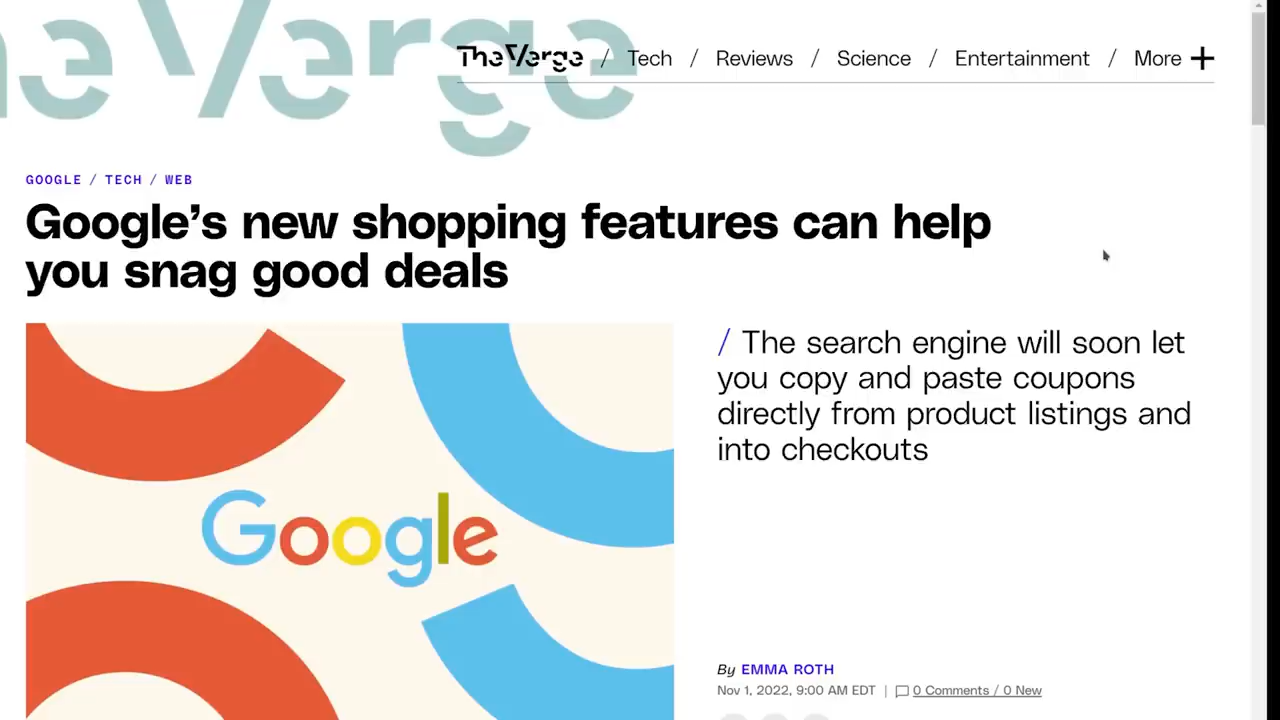 The Verge
TheVerge / Tech / Reviews / Science / Entertainment / More +
GOOGLE / TECH / WEB
Google’s new shopping features can help
you snag good deals
/ The search engine will soon let
you copy and paste coupons
directly from product listings and
into checkouts
Google
By EMMA ROTH
Nov 1, 2022, 9:00 AM EDT | 0 Comments / 0 New